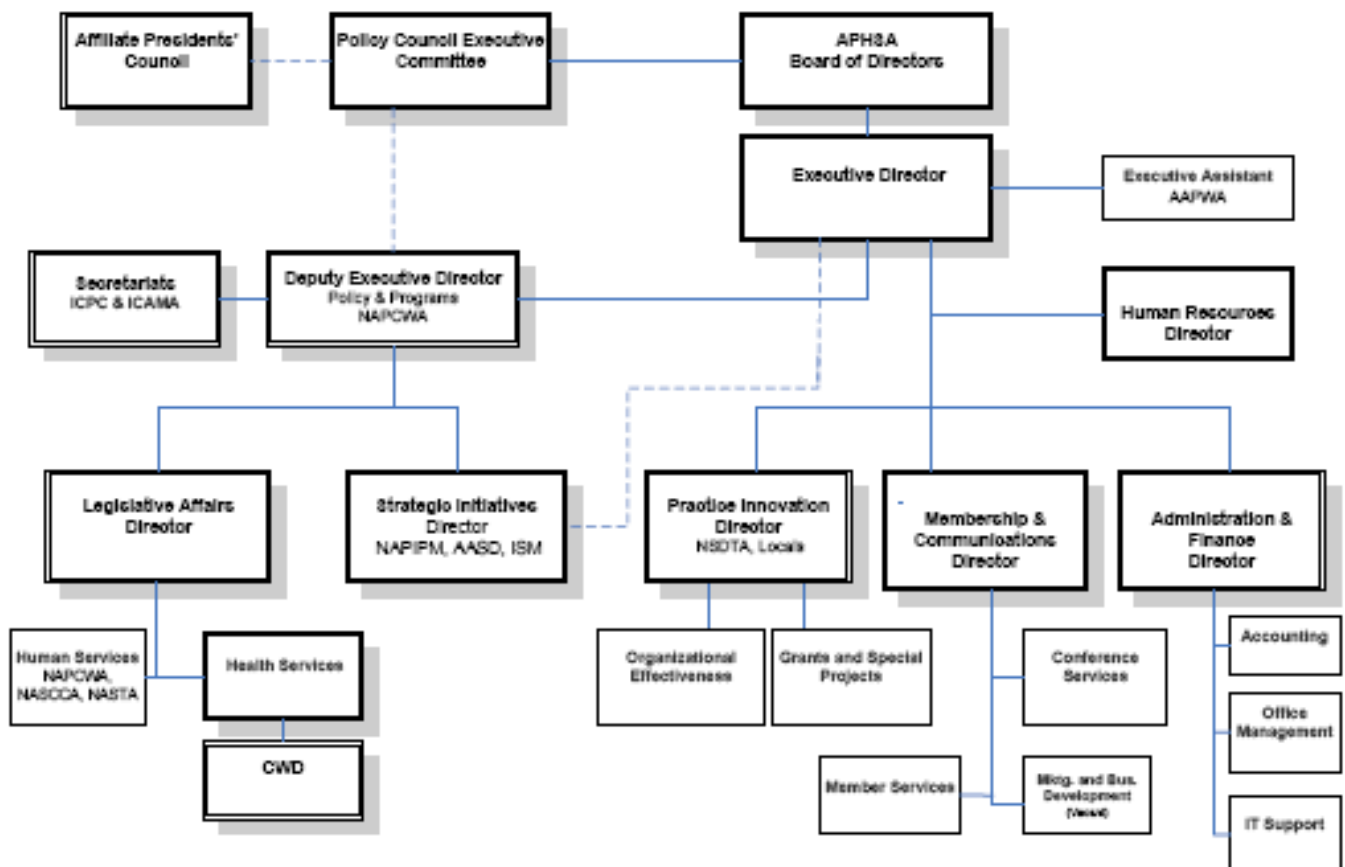 Affiliate Presidents'
Council
Policy Council Executive
Committee
APHSA
Board of Directors
Executive Director
Executive Assistant
AAPWA
Secretariats
ICPC & ICAMA
Deputy Executive Director
Policy & Programs
NAPCWA
Human Resources
Director
Legislative Affairs
Director
Strategic Initiatives
Director
NAPIPM, AASD, ISM
Practice Innovation
Director
NSDTA, Locals
Membership &
Communications
Director
Administration &
Finance
Director
Human Services
NAPCWA,
NASCCA, NASTA
Health Services
CWD
Organizational
Effectiveness
Grants and Special
Projects
Conference
Services
Member Services
Mktg. and Bus.
Development
(Vacant)
Accounting
Office
Management
IT Support